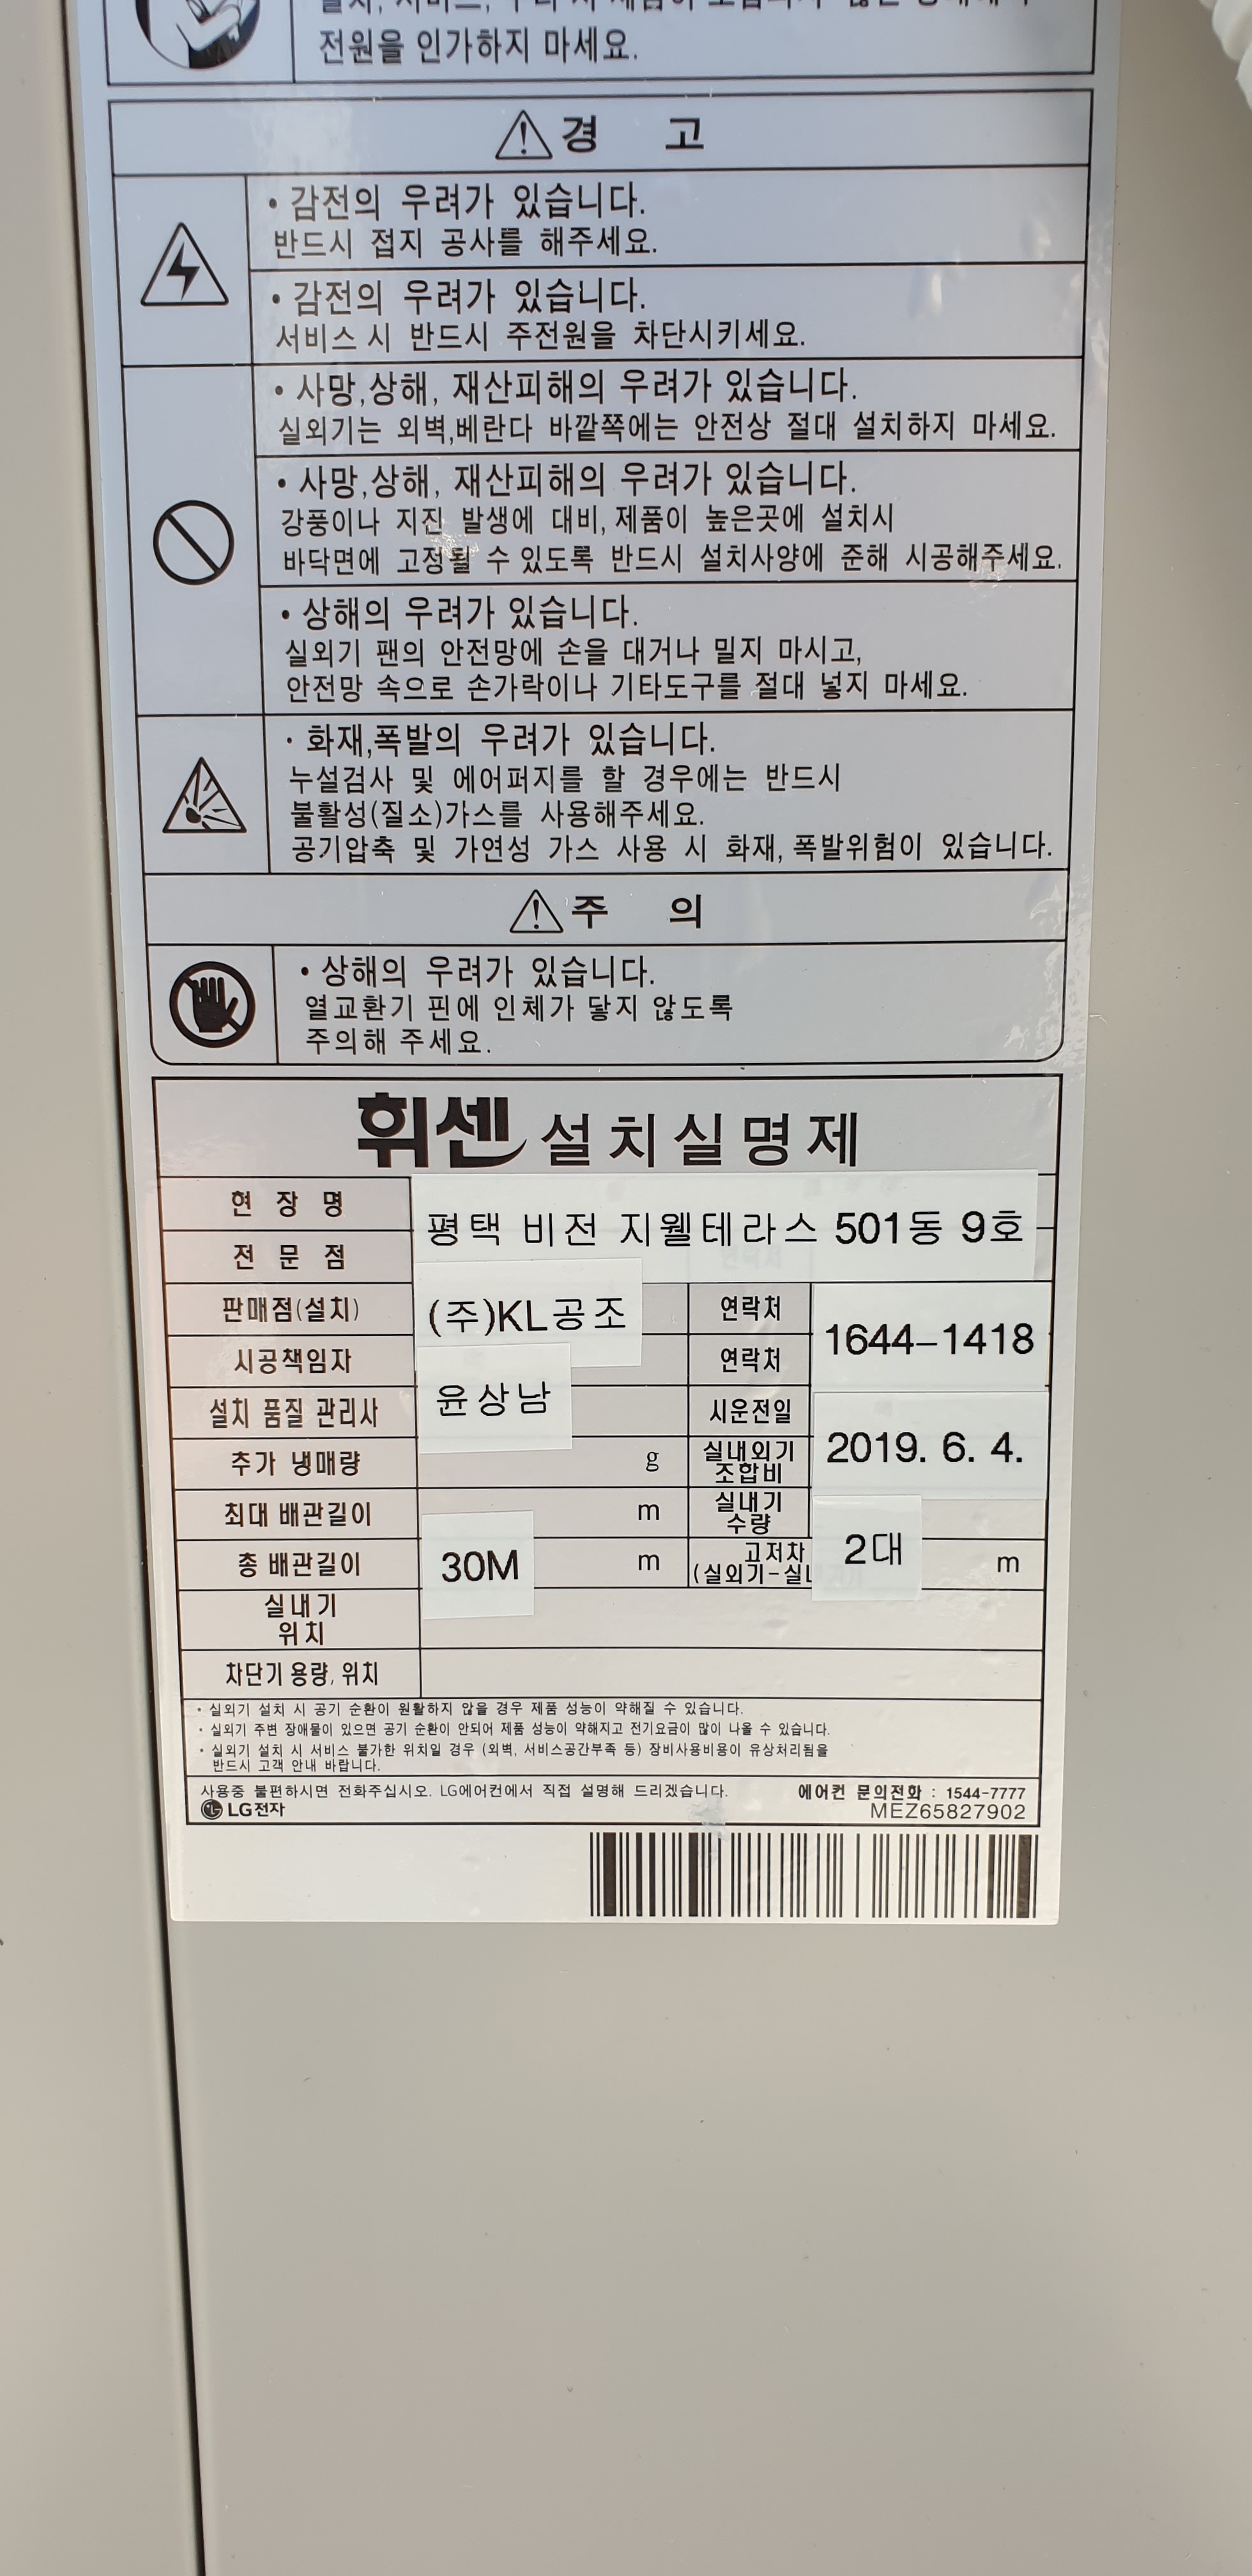 전원을 인가하지 마세요.
경 고
• 감전의 우려가 있습니다.
반드시 접지 공사를 해주세요.
• 감전의 우려가 있습니다.
서비스 시 반드시 주전원을 차단시키세요.
• 사망,상해, 재산피해의 우려가 있습니다.
실외기는 외벽,베란다 바깥쪽에는 안전상 절대 설치하지 마세요.
• 사망,상해, 재산피해의 우려가 있습니다.
강풍이나 지진 발생에 대비, 제품이 높은곳에 설치시
바닥면에 고정될 수 있도록 반드시 설치사양에 준해 시공해주세요.
• 상해의 우려가 있습니다.
실외기 팬의 안전망에 손을 대거나 밀지 마시고,
안전망 속으로 손가락이나 기타도구를 절대 넣지 마세요.
· 화재,폭발의 우려가 있습니다.
누설검사 및 에어퍼지를 할 경우에는 반드시
불활성(질소)가스를 사용해주세요.
공기압축 및 가연성 가스 사용 시 화재, 폭발위험이 있습니다.
주 의
• 상해의 우려가 있습니다.
열교환기 핀에 인체가 닿지 않도록
주의해 주세요.
휘센 설치실명제
현 장 명
평택 비전 지웰테라스 501동 9호
전 문 점
판매점(설치) (주)KL공조 연락처
1644-1418
시공책임자 연락처
설치 품질 관리사 윤상남 시운전일
2019. 6. 4.
추가 냉매량 g 실내외기 조합비
최대 배관길이 m 실내기 수량
2대
총 배관길이 30M m 고저차 m
(실외기-실
실내기
위치
차단기 용량, 위치
• 실외기 설치 시 공기 순환이 원활하지 않을 경우 제품 성능이 약해질 수 있습니다.
• 실외기 주변 장애물이 있으면 공기 순환이 안되어 제품 성능이 약해지고 전기요금이 많이 나올 수 있습니다.
• 실외기 설치 시 서비스 불가한 위치일 경우 (외벽, 서비스공간부족 등) 장비사용비용이 유상처리됨을
반드시 고객 안내 바랍니다.
사용중 불편하시면 전화주십시오. LG에어컨에서 직접 설명해 드리겠습니다. 에어컨 문의전화 : 1544-7777
LG전자 MEZ65827902